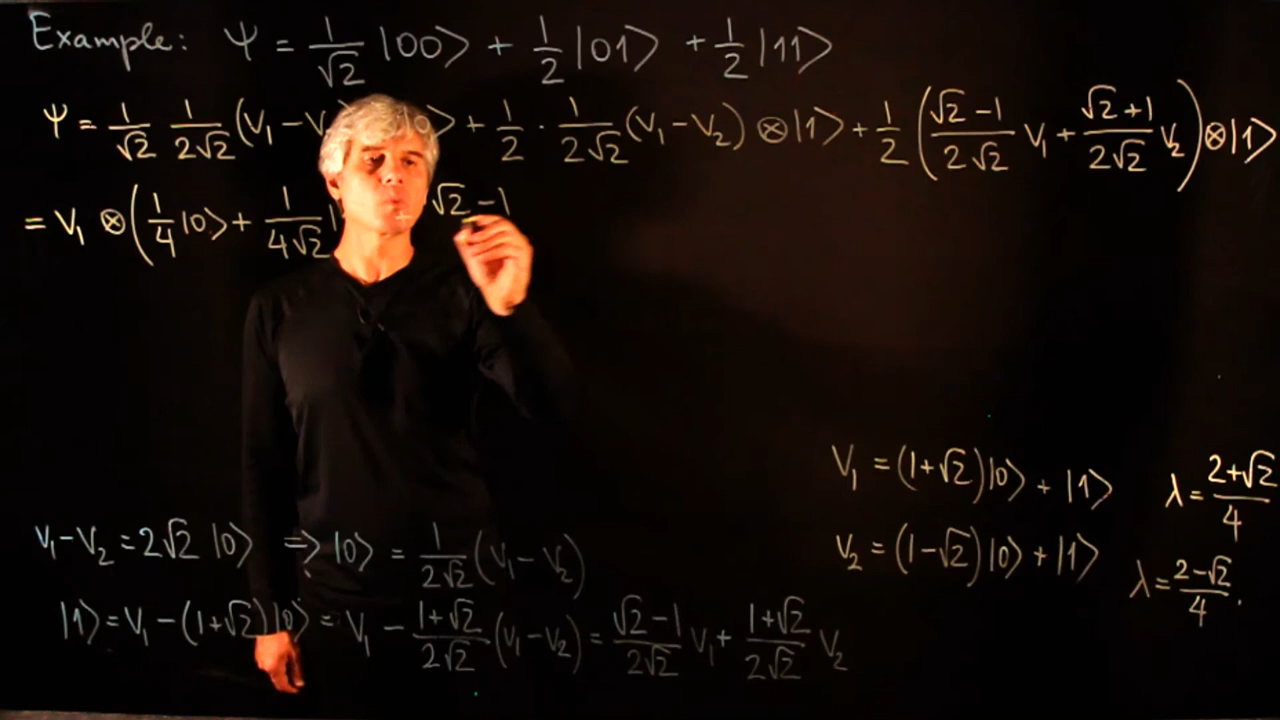 Example: Ψ = 1/√2 |00⟩ + 1/2 |01⟩ + 1/2 |11⟩
Ψ = 1/√2 1/2√2 (V₁ − V 0⟩ + 1/2 · 1/2√2 (V₁ − V₂) ⊗ |1⟩ + 1/2 (√2−1/2√2 V₁ + √2+1/2√2 V₂) ⊗ |1⟩
= V₁ ⊗ (1/4 |0⟩ + 1/4√2 | √2 − 1
V₁ = (1+√2)|0⟩ + |1⟩ λ = 2+√2/4
V₂ = (1−√2)|0⟩ + |1⟩ λ = 2−√2/4.
V₁ − V₂ = 2√2 |0⟩ ⇒ |0⟩ = 1/2√2 (V₁ − V₂)
|1⟩ = V₁ − (1+√2)|0⟩ = V₁ − 1+√2/2√2 (V₁ − V₂) = √2−1/2√2 V₁ + 1+√2/2√2 V₂